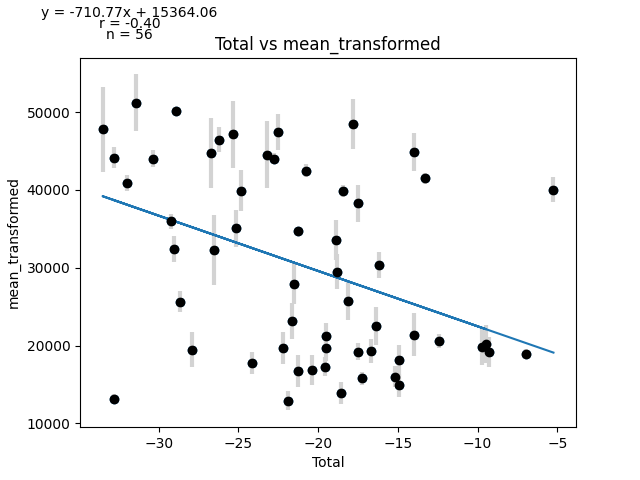 y = -710.77x + 15364.06
r = -0.40
n = 56
Total vs mean_transformed
50000
40000
30000
20000
10000
mean_transformed
−30
−25
−20
−15
−10
−5
Total